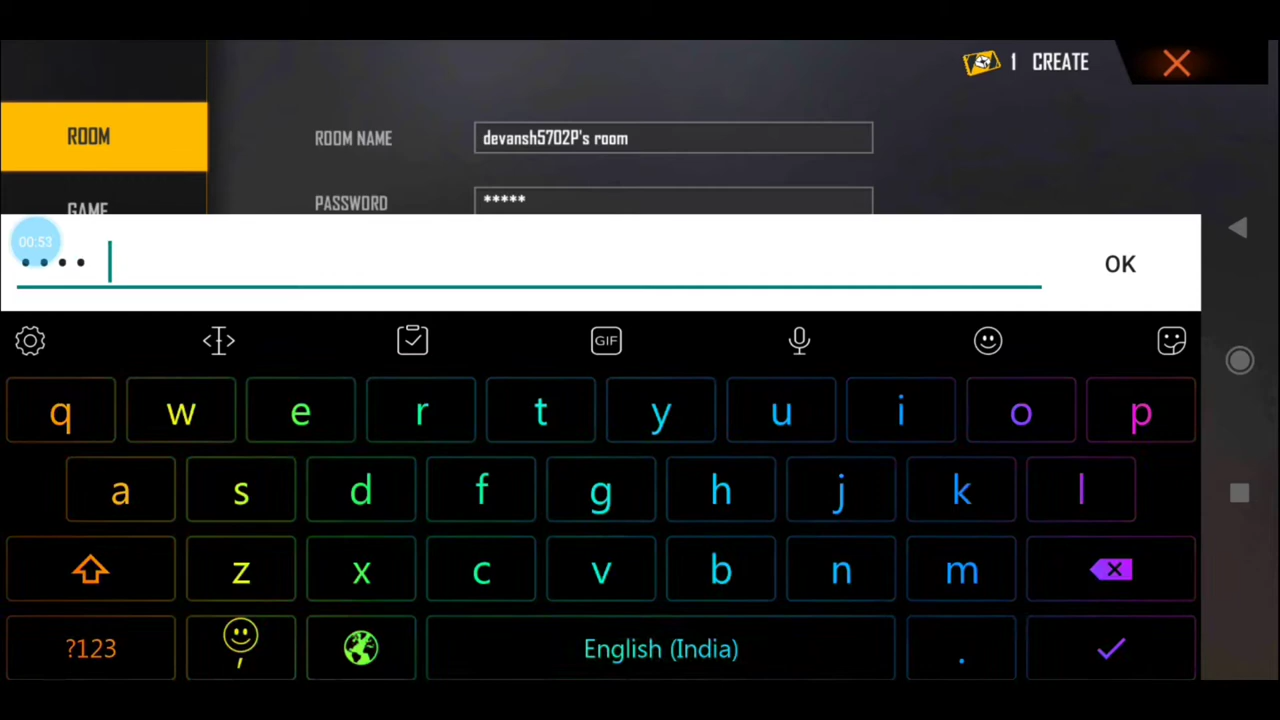 1 CREATE
ROOM
ROOM NAME
devansh5702P's room
GAME
PASSWORD
*****
00:53
••••
OK
GIF
q w e r t y u i o p
a s d f g h j k l
z x c v b n m
?123
,
English (India)
.